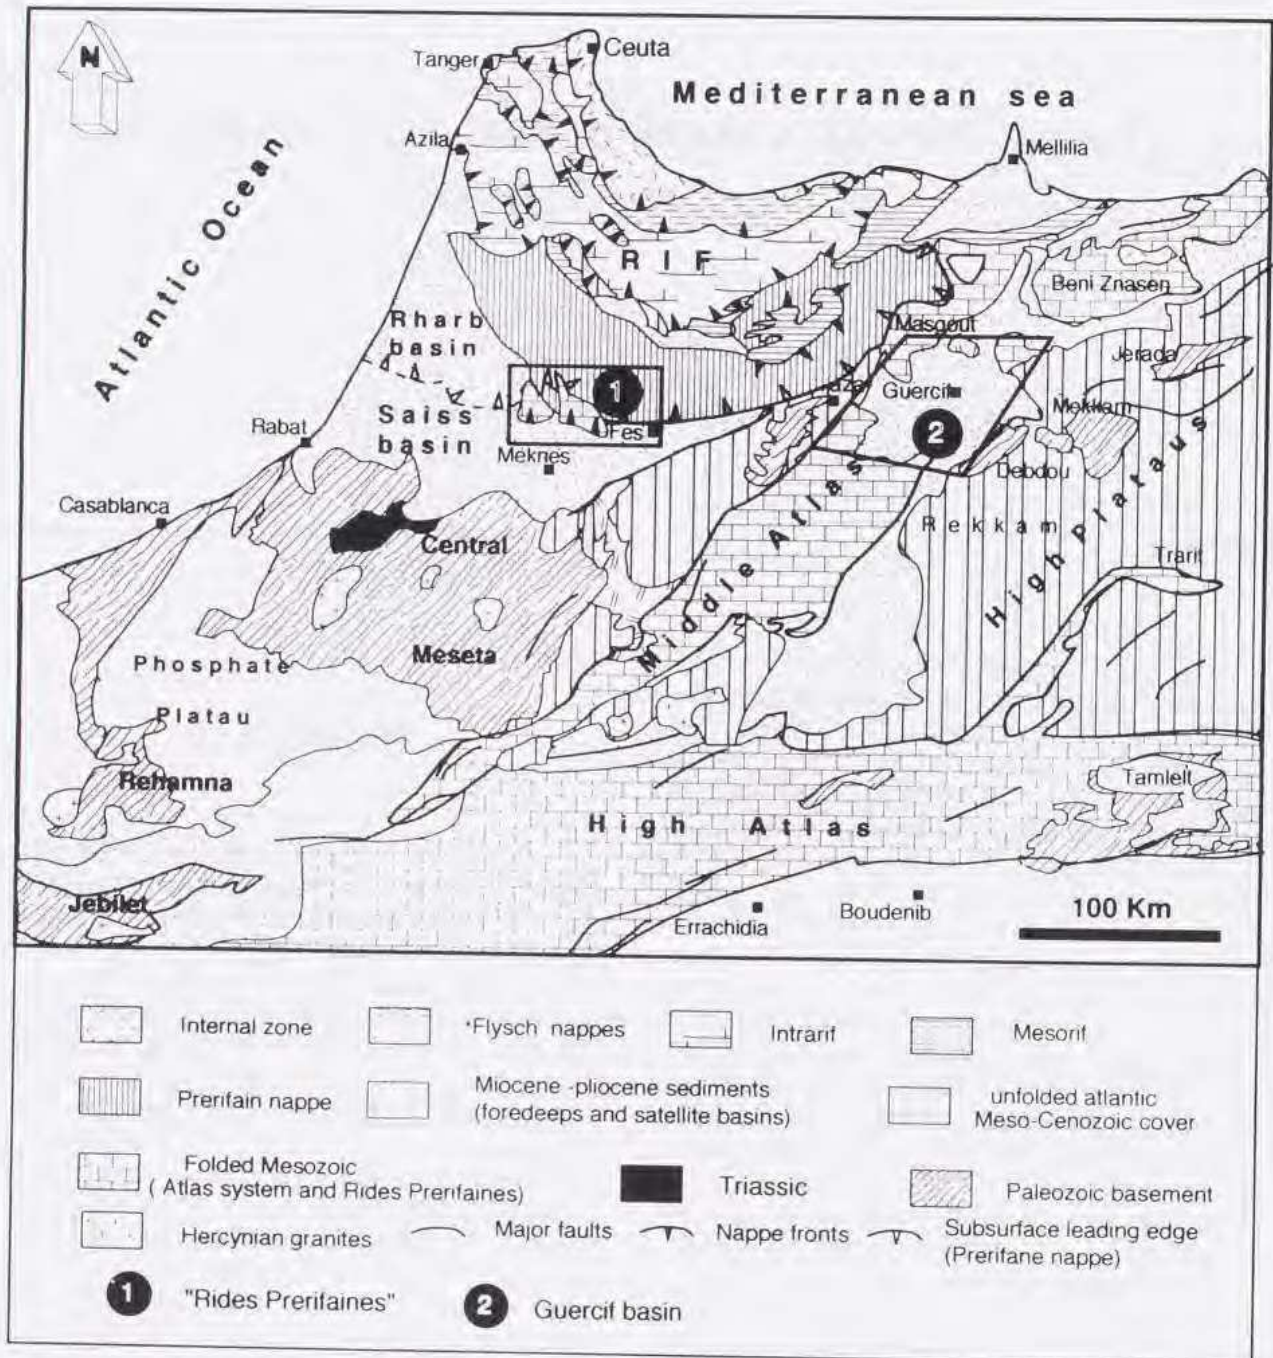 N
Tanger
Ceuta
Mediterranean sea
Azila
Mellilia
Atlantic Ocean
RIF
Beni Znasen
Rharb
basin
Masgout
Jerada
1
Guercif
Mekkam
Saiss
basin
Fes
2
Rabat
Meknes
Debdou
Casablanca
Central
Rekkam
High Plataus
Middle Atlas
Trarif
Meseta
Phosphate
Platau
Rehamna
Tamlelt
High Atlas
Jebilet
Errachidia
Boudenib
100 Km
Internal zone
Flysch nappes
Intrarif
Mesorif
Prerifain nappe
Miocene -pliocene sediments
(foredeeps and satellite basins)
unfolded atlantic
Meso-Cenozoic cover
Folded Mesozoic
( Atlas system and Rides Prerifaines)
Triassic
Paleozoic basement
Hercynian granites
Major faults
Nappe fronts
Subsurface leading edge
(Prerifane nappe)
1 "Rides Prerifaines"
2 Guercif basin